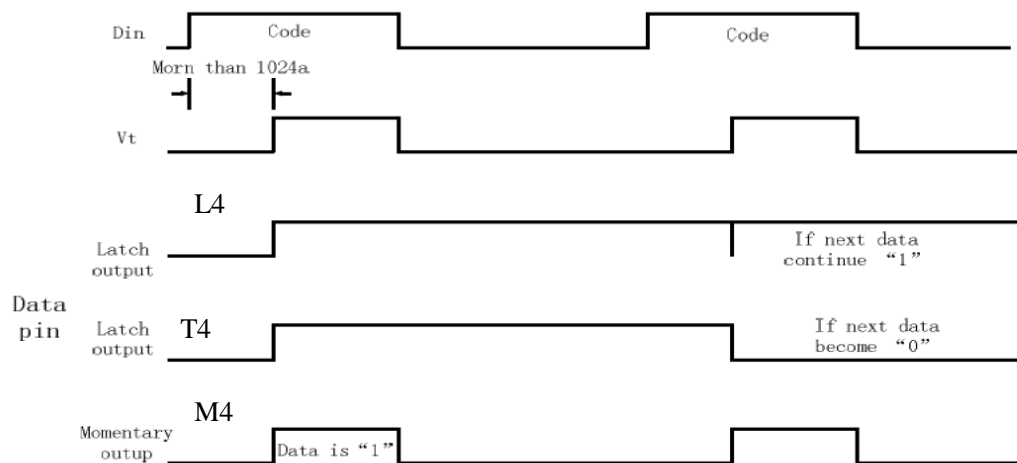 Din
Code
Code
Morn than 1024a
Vt
L4
Latch
output
If next data
continue “1”
Data
pin
Latch
output
T4
If next data
become “0”
M4
Momentary
outup
Data is “1”